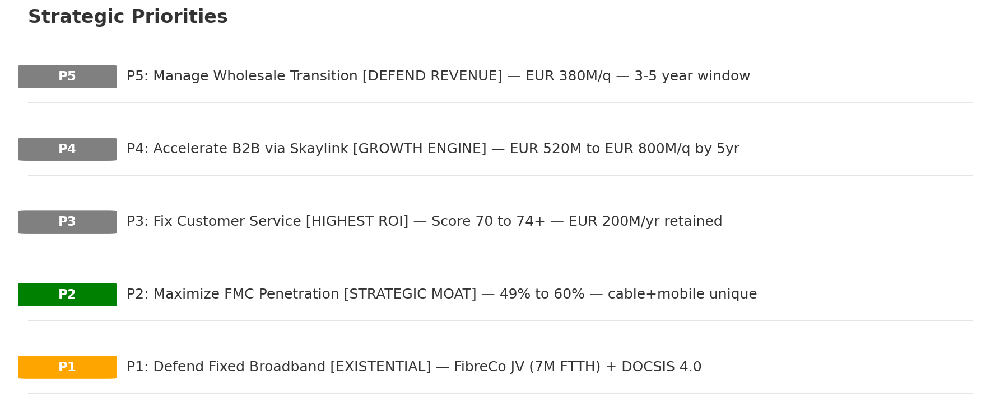 Strategic Priorities
P5 P5: Manage Wholesale Transition [DEFEND REVENUE] — EUR 380M/q — 3-5 year window
P4 P4: Accelerate B2B via Skaylink [GROWTH ENGINE] — EUR 520M to EUR 800M/q by 5yr
P3 P3: Fix Customer Service [HIGHEST ROI] — Score 70 to 74+ — EUR 200M/yr retained
P2 P2: Maximize FMC Penetration [STRATEGIC MOAT] — 49% to 60% — cable+mobile unique
P1 P1: Defend Fixed Broadband [EXISTENTIAL] — FibreCo JV (7M FTTH) + DOCSIS 4.0